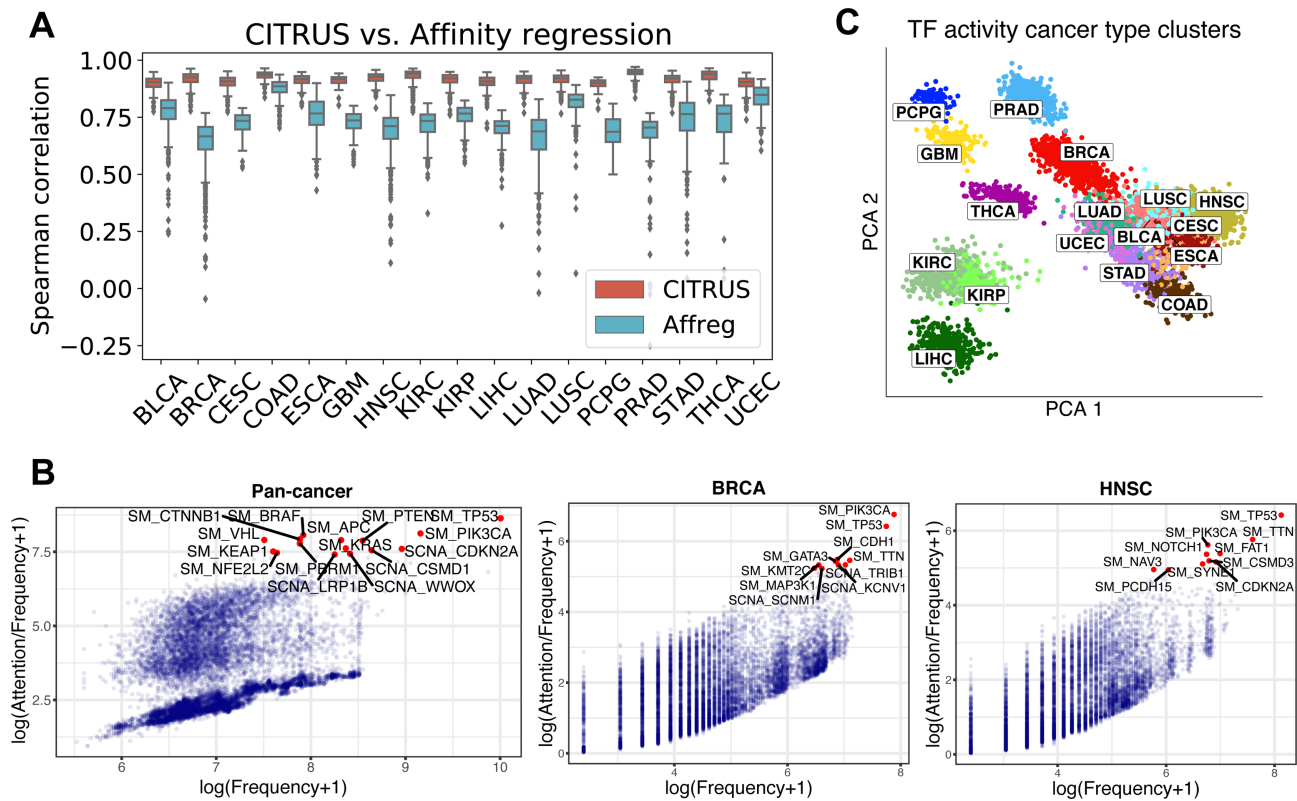 A
CITRUS vs. Affinity regression
Spearman correlation
1.00
0.75
0.50
0.25
0.00
−0.25
CITRUS
Affreg
BLCA
BRCA
CESC
COAD
ESCA
GBM
HNSC
KIRC
KIRP
LIHC
LUAD
LUSC
PCPG
PRAD
STAD
THCA
UCEC
C
TF activity cancer type clusters
PCA 2
PCPG
PRAD
GBM
BRCA
THCA
LUAD
LUSC
HNSC
UCEC
BLCA
CESC
ESCA
STAD
KIRC
KIRP
COAD
LIHC
PCA 1
B
Pan-cancer
log(Attention/Frequency+1)
7.5
5.0
2.5
SM_CTNNB1
SM_BRAF
SM_PTEN
SM_TP53
SM_VHL
SM_APC
SM_PIK3CA
SM_KEAP1
SM_KRAS
SCNA_CDKN2A
SM_NFE2L2
SM_PBRM1
SCNA_CSMD1
SCNA_LRP1B
SCNA_WWOX
6
7
8
9
10
log(Frequency+1)
BRCA
log(Attention/Frequency+1)
6
4
2
0
SM_PIK3CA
SM_TP53
SM_CDH1
SM_GATA3
SM_TTN
SM_KMT2C
SCNA_TRIB1
SM_MAP3K1
SCNA_KCNV1
SCNA_SCNM1
4
6
8
log(Frequency+1)
HNSC
log(Attention/Frequency+1)
6
4
2
0
SM_TP53
SM_PIK3CA
SM_TTN
SM_NOTCH1
SM_FAT1
SM_NAV3
SM_CSMD3
SM_SYNE1
SM_PCDH15
SM_CDKN2A
4
6
8
log(Frequency+1)